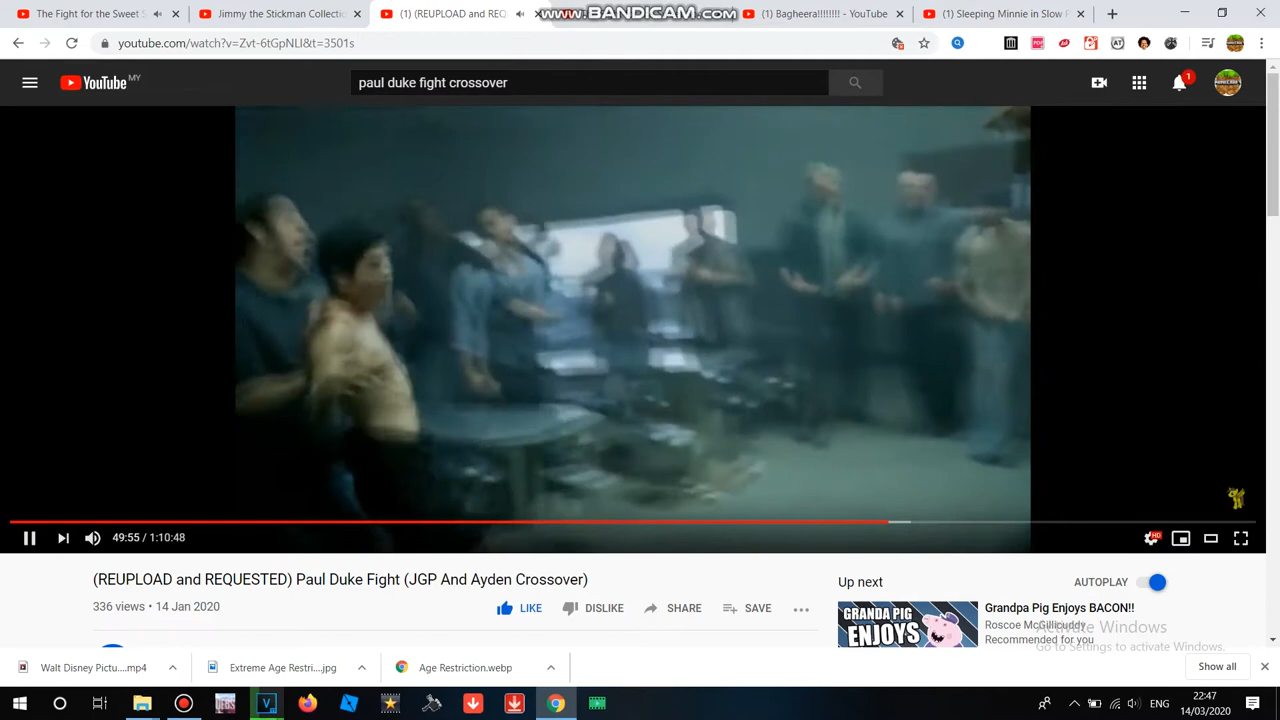 The Fight for the Sweet S
Jimmy the Stickman Collectio
(1) (REUPLOAD and REQ
www.BANDICAM.com
(1) Bagheera!!!!!!!! - YouTube
(1) Sleeping Minnie in Slow P
youtube.com/watch?v=Zvt-6tGpNLI&t=3501s
YouTube MY
paul duke fight crossover
1
49:55 / 1:10:48
HD
(REUPLOAD and REQUESTED) Paul Duke Fight (JGP And Ayden Crossover)
336 views • 14 Jan 2020
LIKE
DISLIKE
SHARE
SAVE
Up next
AUTOPLAY
GRANDA PIG
ENJOYS
Grandpa Pig Enjoys BACON!!
Roscoe McGillicuddy
Recommended for you
Activate Windows
Go to Settings to activate Windows.
Walt Disney Pictu....mp4
Extreme Age Restri....jpg
Age Restriction.webp
Show all
ENG
22:47
14/03/2020